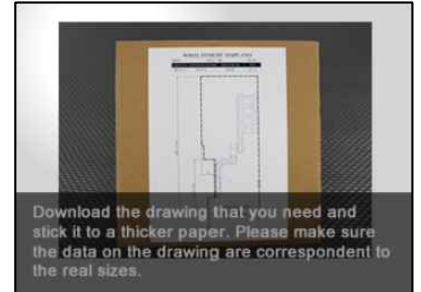 Download the drawing that you need and
stick it to a thicker paper. Please make sure
the data on the drawing are correspondent to
the real sizes.